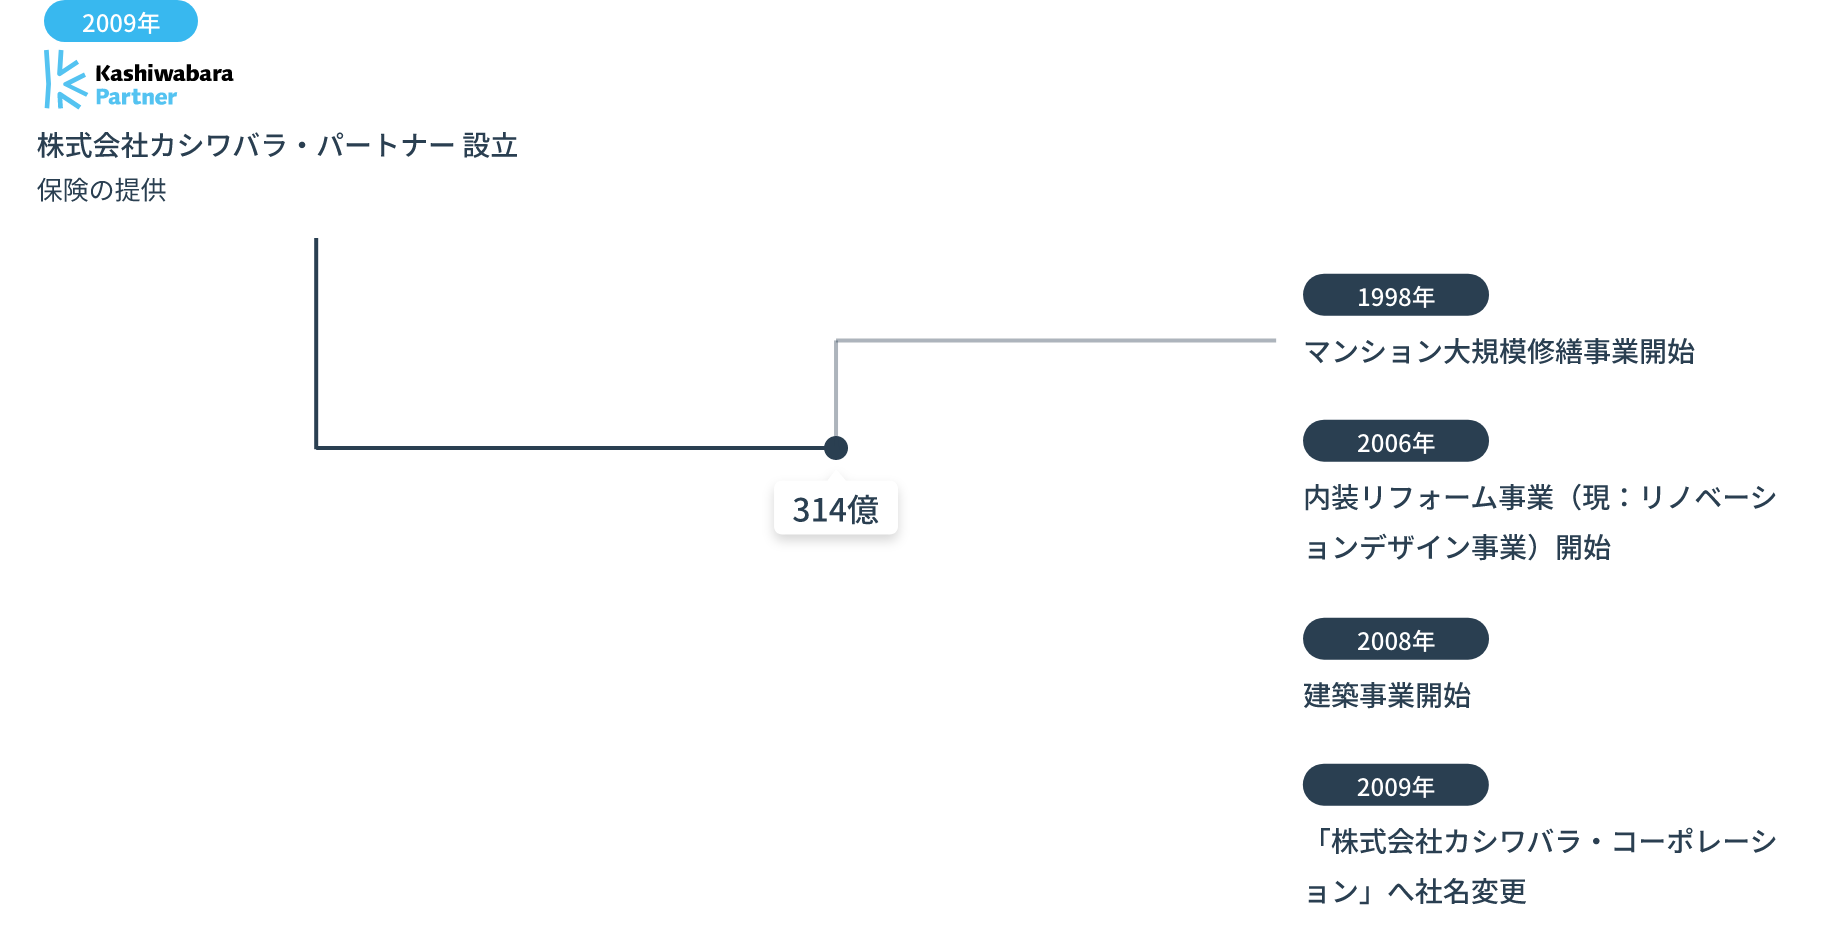 2009年
Kashiwabara
Partner
株式会社カシワバラ・パートナー 設立
保険の提供
314億
1998年
マンション大規模修繕事業開始
2006年
内装リフォーム事業（現：リノベーシ
ョンデザイン事業）開始
2008年
建築事業開始
2009年
「株式会社カシワバラ・コーポレーシ
ョン」へ社名変更